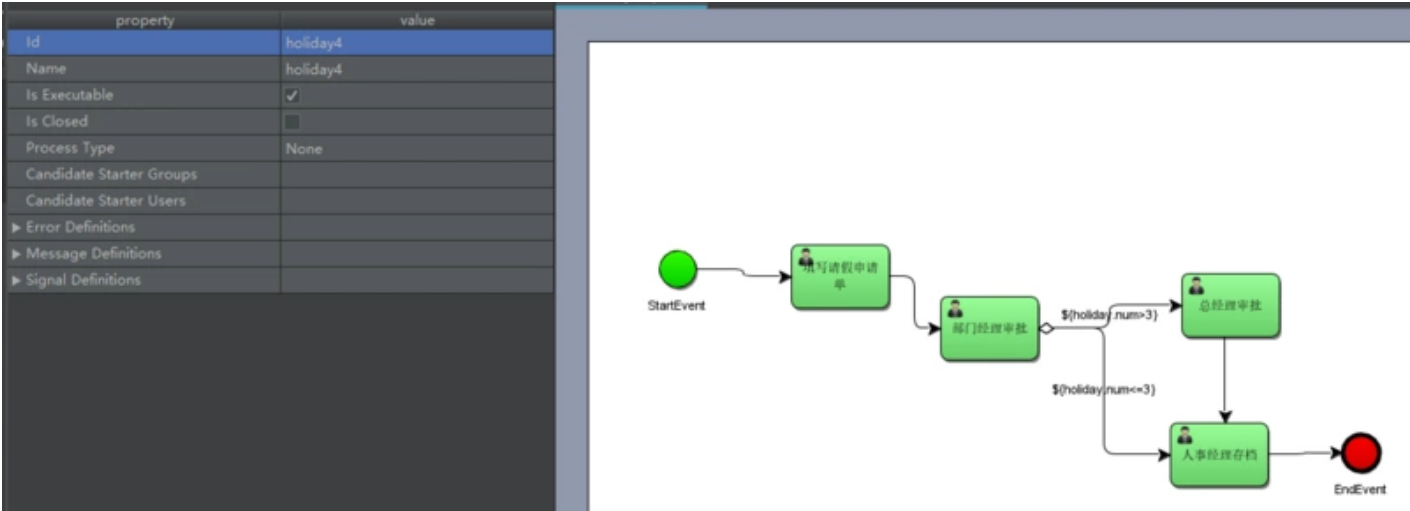 property value
Id holiday4
Name holiday4
Is Executable
Is Closed
Process Type None
Candidate Starter Groups
Candidate Starter Users
Error Definitions
Message Definitions
Signal Definitions
StartEvent
填写请假申请
单
部门经理审批
${holiday.num>3}
总经理审批
${holiday.num<=3}
人事经理存档
EndEvent